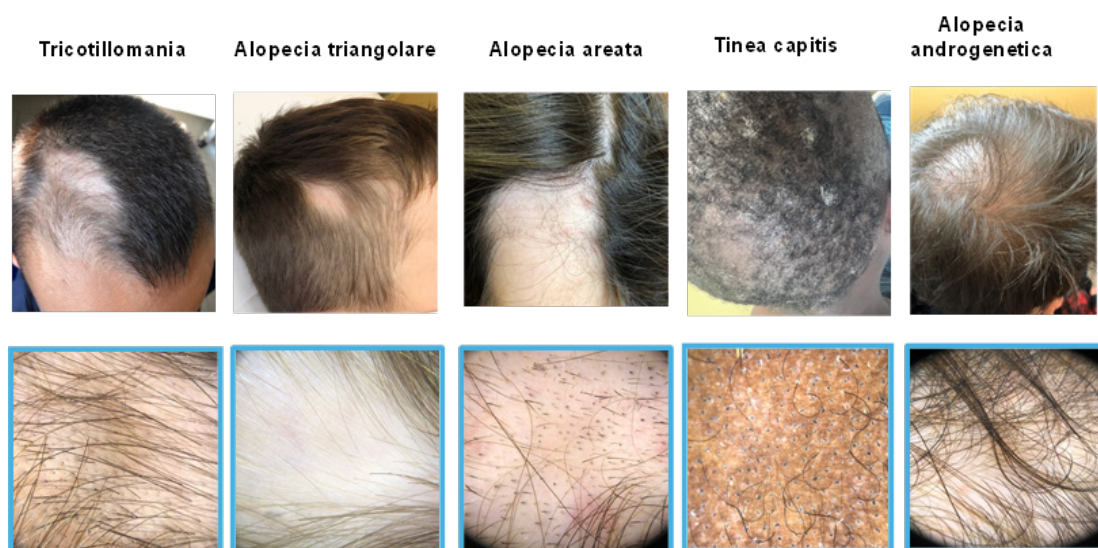 Tricotillomania
Alopecia triangolare
Alopecia areata
Tinea capitis
Alopecia
androgenetica